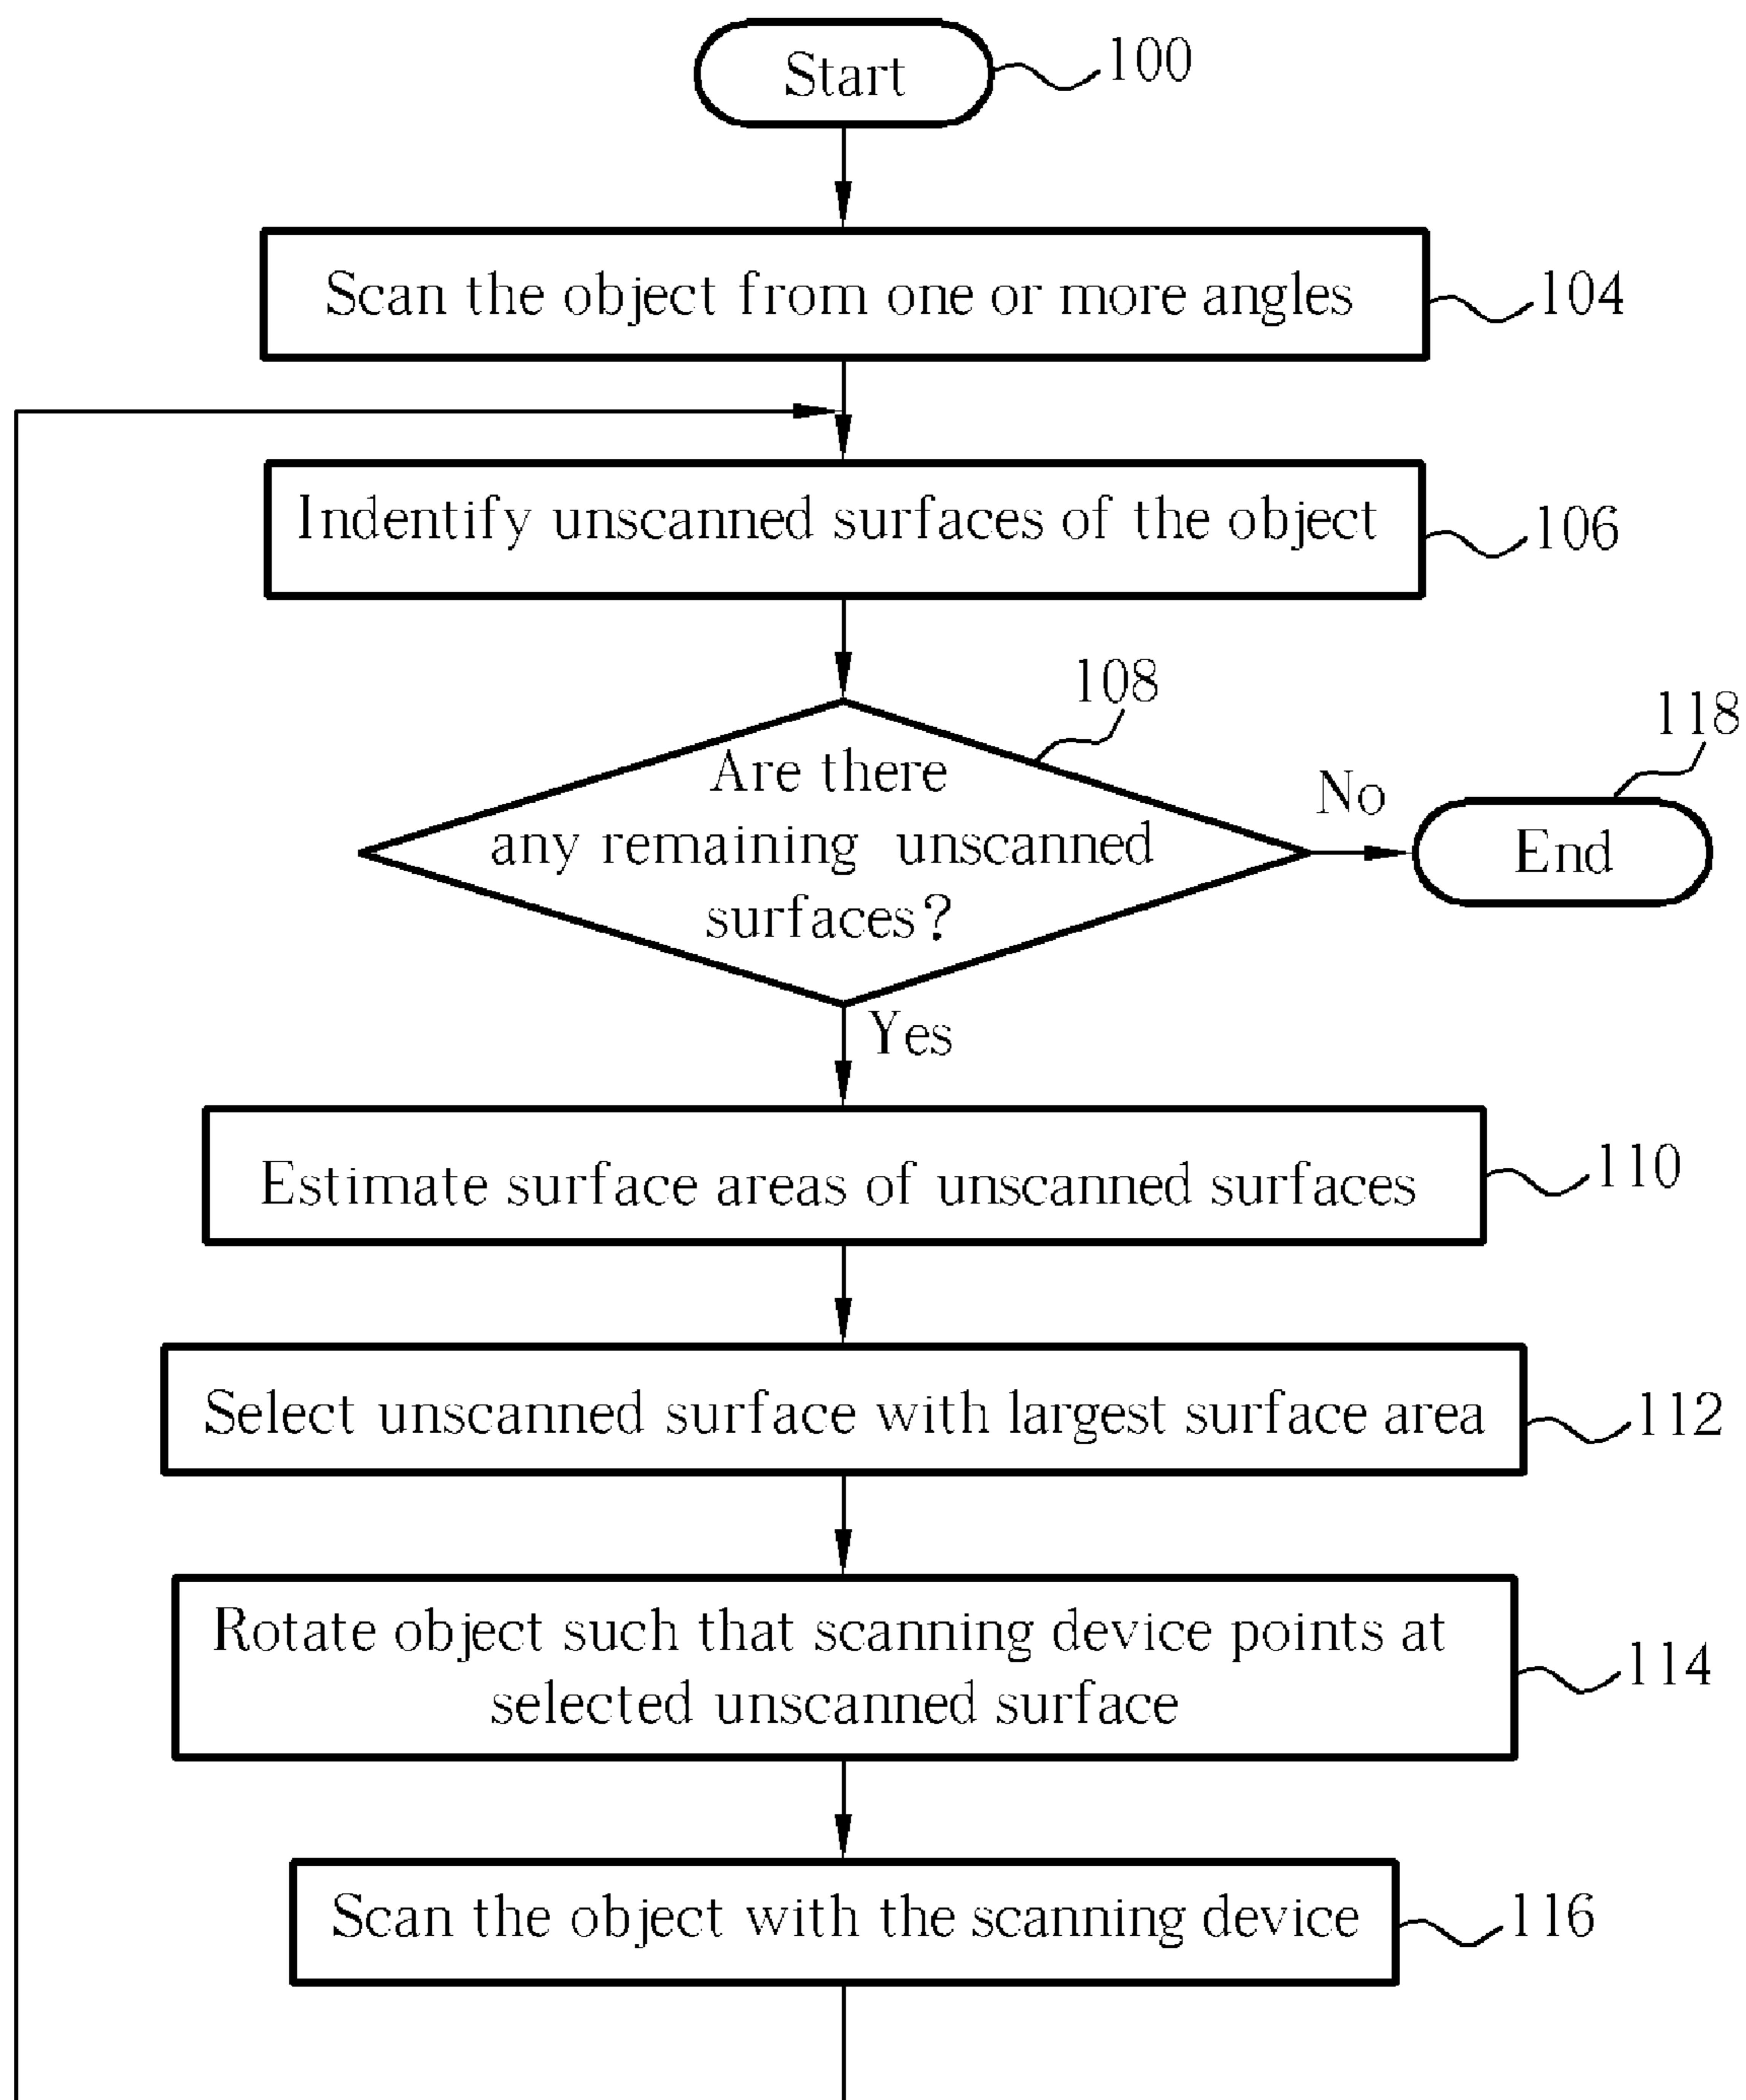 Start
100
Scan the object from one or more angles
104
Indentify unscanned surfaces of the object
106
108
118
Are there
any remaining unscanned
surfaces?
No
End
Yes
Estimate surface areas of unscanned surfaces
110
Select unscanned surface with largest surface area
112
Rotate object such that scanning device points at
selected unscanned surface
114
Scan the object with the scanning device
116